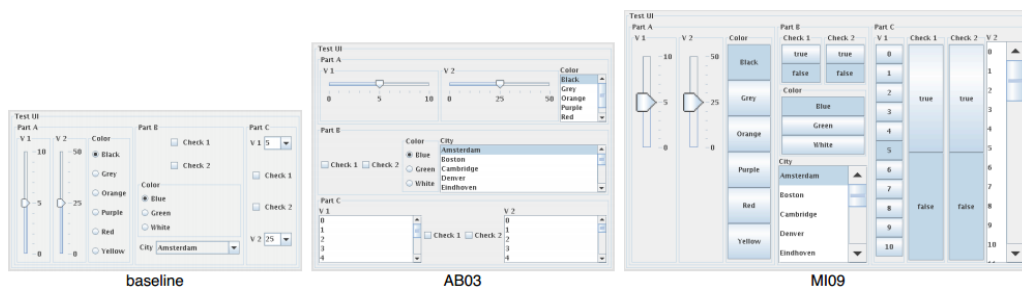 Test UI
Part A
V 1
V 2
Color
10
5
0
50
25
0
Black
Grey
Orange
Purple
Red
Yellow
Part B
Check 1
Check 2
Color
Blue
Green
White
City Amsterdam
Part C
V 1 5
Check 1
Check 2
V 2 25
baseline
Test UI
Part A
V 1
0 5 10
V 2
0 25 50
Color
Black
Grey
Orange
Purple
Red
Part B
Check 1 Check 2
Color
Blue
Green
White
City
Amsterdam
Boston
Cambridge
Denver
Eindhoven
Part C
V 1
0
1
2
3
4
Check 1 Check 2
V 2
0
1
2
3
4
AB03
Test UI
Part A
V 1
10
5
0
V 2
50
25
0
Color
Black
Grey
Orange
Purple
Red
Yellow
Part B
Check 1
true
false
Check 2
true
false
Color
Blue
Green
White
City
Amsterdam
Boston
Cambridge
Denver
Eindhoven
Part C
V 1
0
1
2
3
4
5
6
7
8
9
10
Check 1
true
false
Check 2
true
false
V 2
0
1
2
3
4
5
6
7
8
9
10
MI09